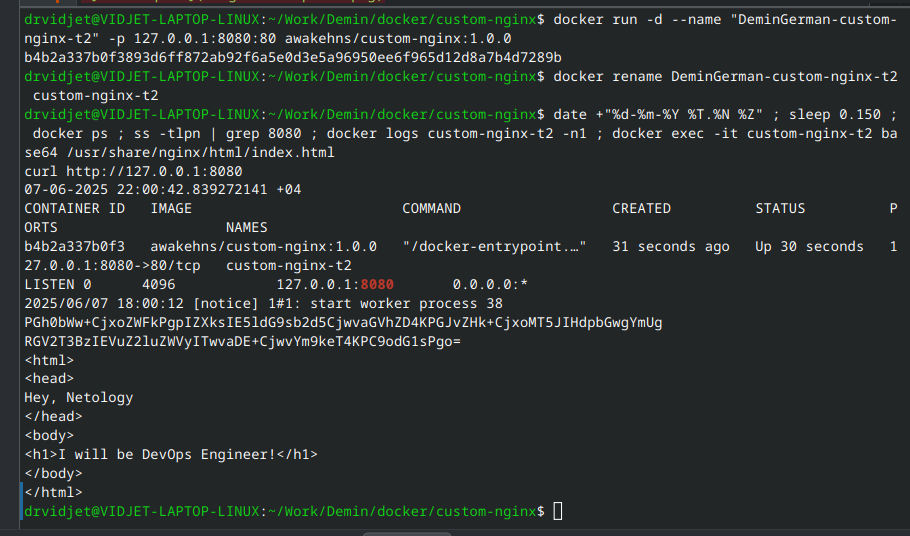 drvidjet@VIDJET-LAPTOP-LINUX:~/Work/Demin/docker/custom-nginx$ docker run -d --name "DeminGerman-custom-
nginx-t2" -p 127.0.0.1:8080:80 awakehns/custom-nginx:1.0.0
b4b2a337b0f3893d6ff872ab92f6a5e0d3e5a96950ee6f965d12d8a7b4d7289b
drvidjet@VIDJET-LAPTOP-LINUX:~/Work/Demin/docker/custom-nginx$ docker rename DeminGerman-custom-nginx-t2
 custom-nginx-t2
drvidjet@VIDJET-LAPTOP-LINUX:~/Work/Demin/docker/custom-nginx$ date +"%d-%m-%Y %T.%N %Z" ; sleep 0.150 ;
 docker ps ; ss -tlpn | grep 8080 ; docker logs custom-nginx-t2 -n1 ; docker exec -it custom-nginx-t2 ba
se64 /usr/share/nginx/html/index.html
curl http://127.0.0.1:8080
07-06-2025 22:00:42.839272141 +04
CONTAINER ID   IMAGE                         COMMAND                  CREATED          STATUS          P
ORTS                    NAMES
b4b2a337b0f3   awakehns/custom-nginx:1.0.0   "/docker-entrypoint.…"   31 seconds ago   Up 30 seconds   1
27.0.0.1:8080->80/tcp   custom-nginx-t2
LISTEN 0      4096            127.0.0.1:8080       0.0.0.0:*
2025/06/07 18:00:12 [notice] 1#1: start worker process 38
PGh0bWw+CjxoZWFkPgpIZXksIE5ldG9sb2d5CjwvaGVhZD4KPGJvZHk+CjxoMT5JIHdpbGwgYmUg
RGV2T3BzIEVuZ2luZWVyITwvaDE+CjwvYm9keT4KPC9odG1sPgo=
<html>
<head>
Hey, Netology
</head>
<body>
<h1>I will be DevOps Engineer!</h1>
</body>
</html>
drvidjet@VIDJET-LAPTOP-LINUX:~/Work/Demin/docker/custom-nginx$